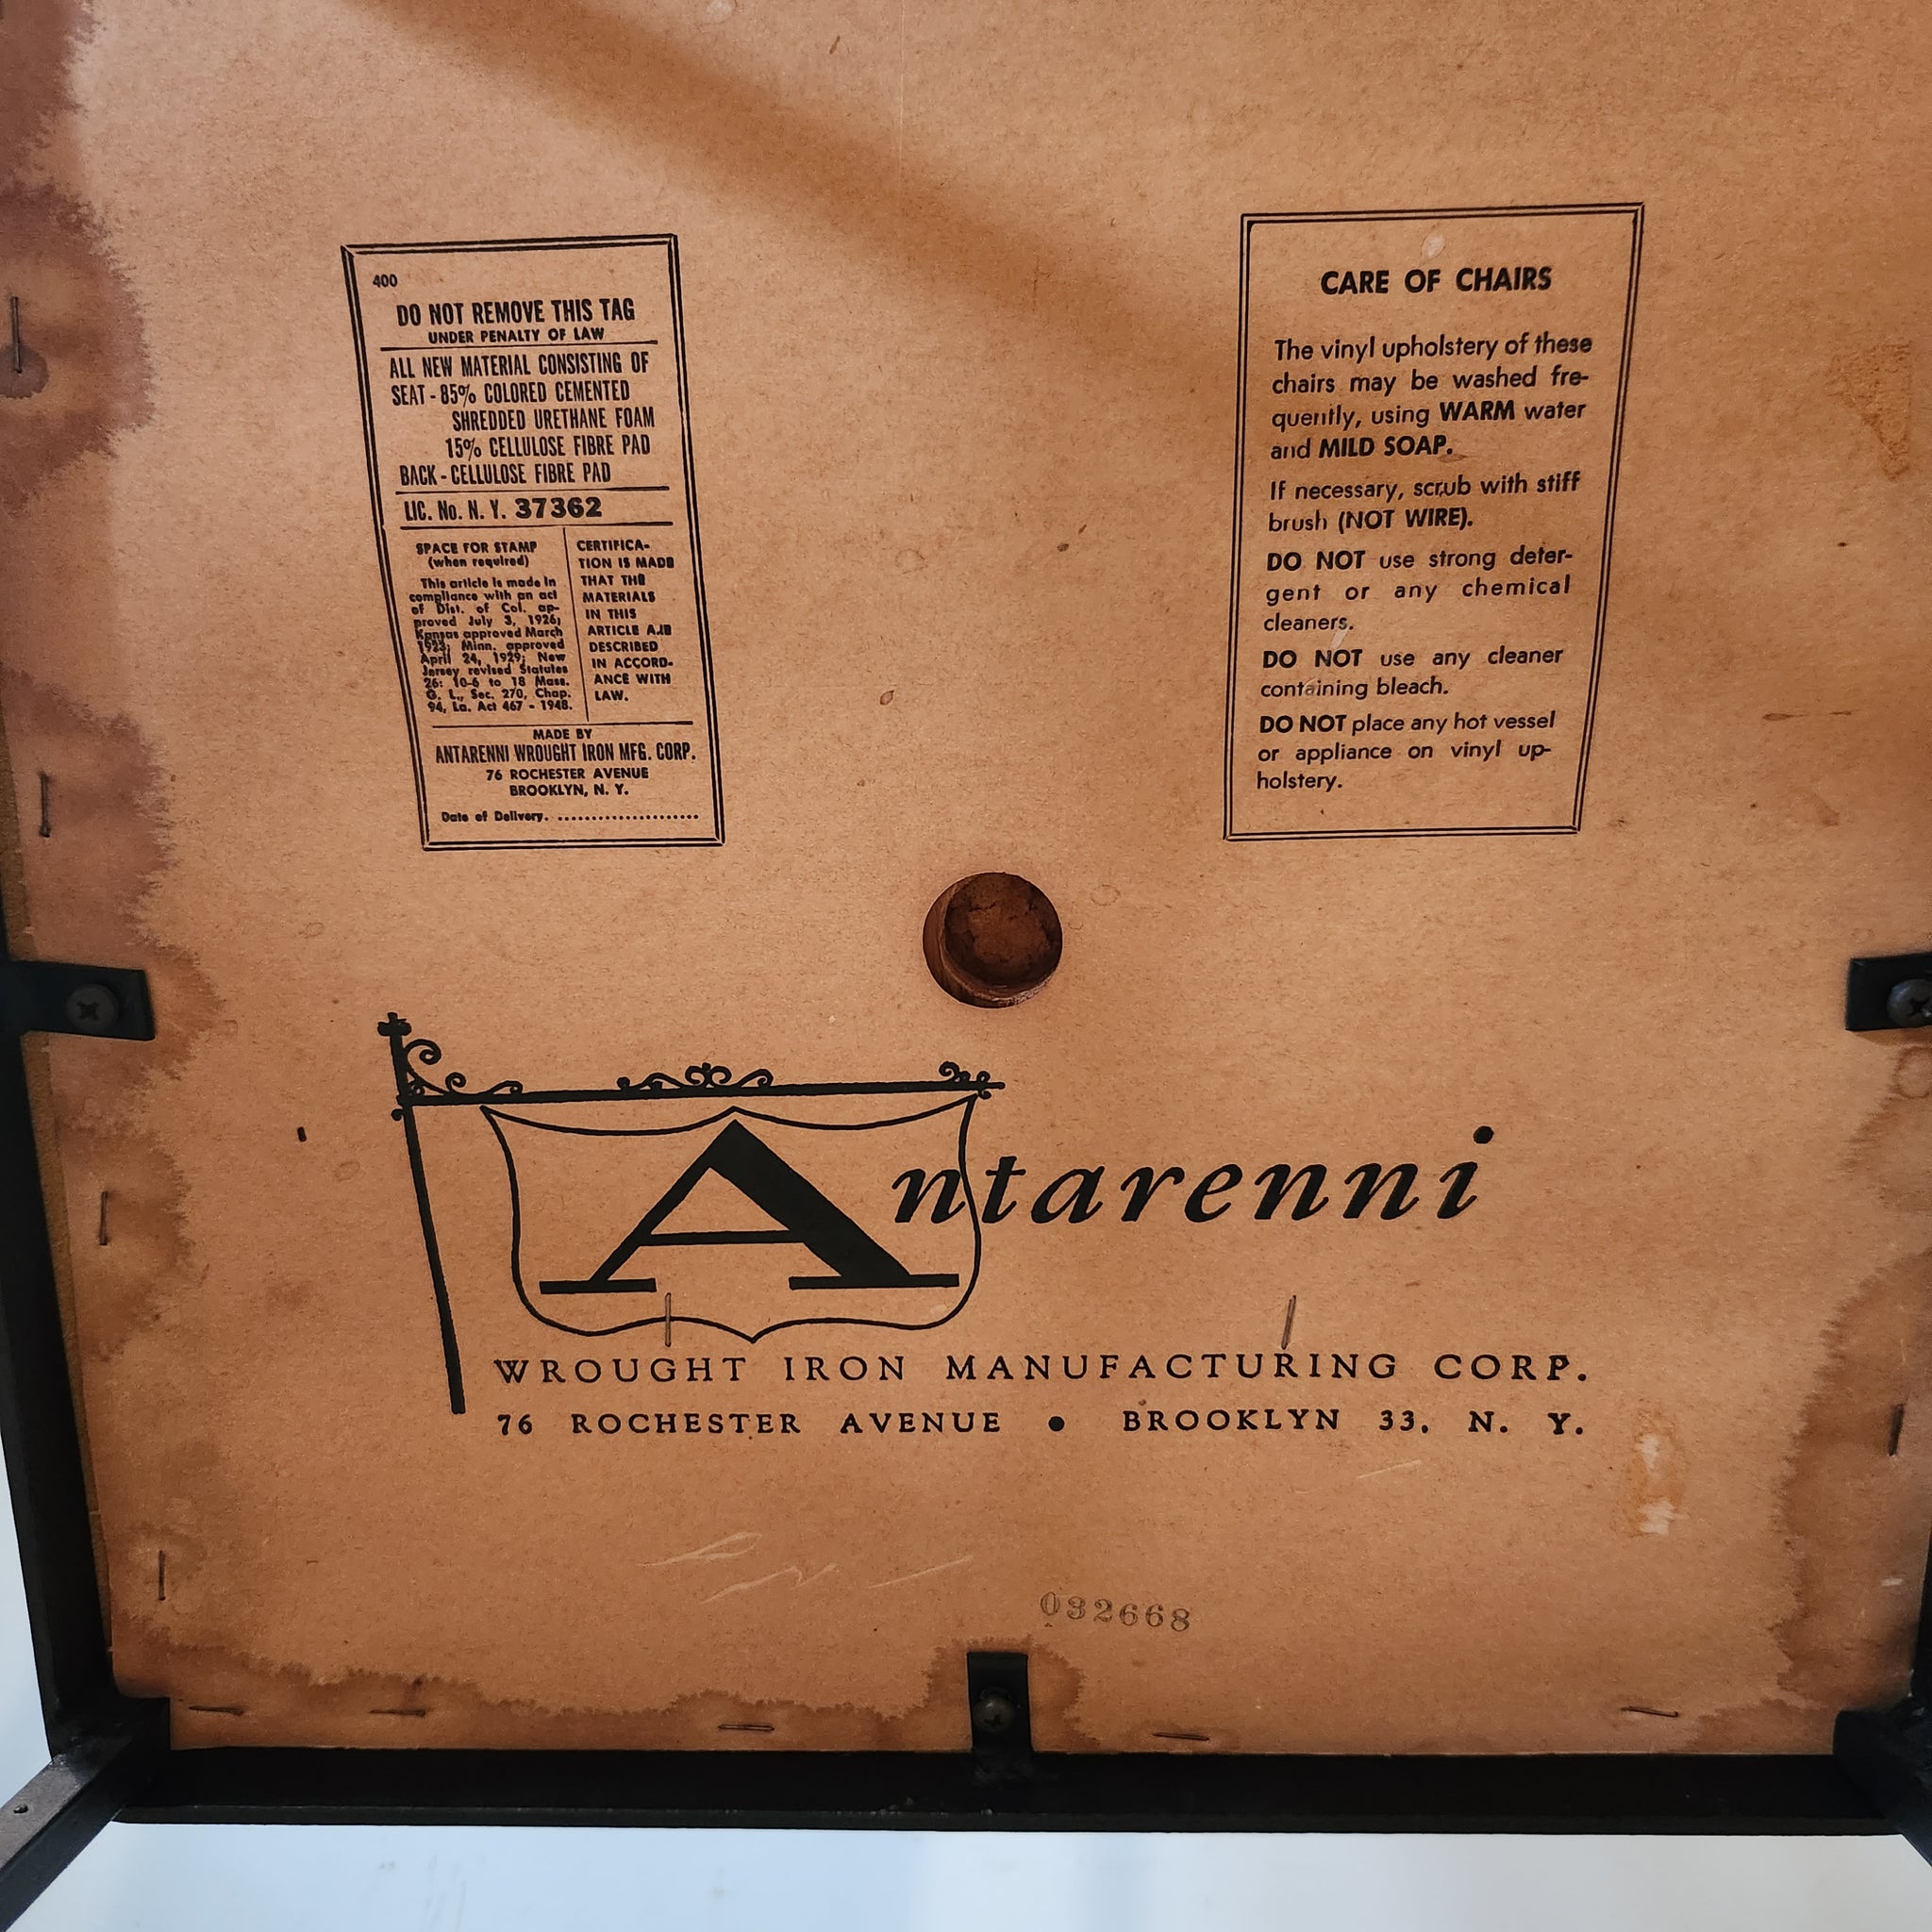 400
DO NOT REMOVE THIS TAG
UNDER PENALTY OF LAW
ALL NEW MATERIAL CONSISTING OF
SEAT - 85% COLORED CEMENTED
SHREDDED URETHANE FOAM
15% CELLULOSE FIBRE PAD
BACK - CELLULOSE FIBRE PAD
LIC. No. N. Y. 37362
SPACE FOR STAMP
(when required)
This article is made in
compliance with an act
of Dist. of Col. ap-
proved July 3, 1926;
Kansas approved March
1923; Minn. approved
April 24, 1929; New
Jersey revised Statutes
26: 10-6 to 18 Mass.
G. L., Sec. 270, Chap.
94, La. Act 467 - 1948.
CERTIFICA-
TION IS MADE
THAT THE
MATERIALS
IN THIS
ARTICLE ARE
DESCRIBED
IN ACCORD-
ANCE WITH
LAW.
MADE BY
ANTARENNI WROUGHT IRON MFG. CORP.
76 ROCHESTER AVENUE
BROOKLYN, N. Y.
Date of Delivery. ......................
CARE OF CHAIRS
The vinyl upholstery of these
chairs may be washed fre-
quently, using WARM water
and MILD SOAP.
If necessary, scrub with stiff
brush (NOT WIRE).
DO NOT use strong deter-
gent or any chemical
cleaners.
DO NOT use any cleaner
containing bleach.
DO NOT place any hot vessel
or appliance on vinyl up-
holstery.
Antarenni
WROUGHT IRON MANUFACTURING CORP.
76 ROCHESTER AVENUE • BROOKLYN 33, N. Y.
032668